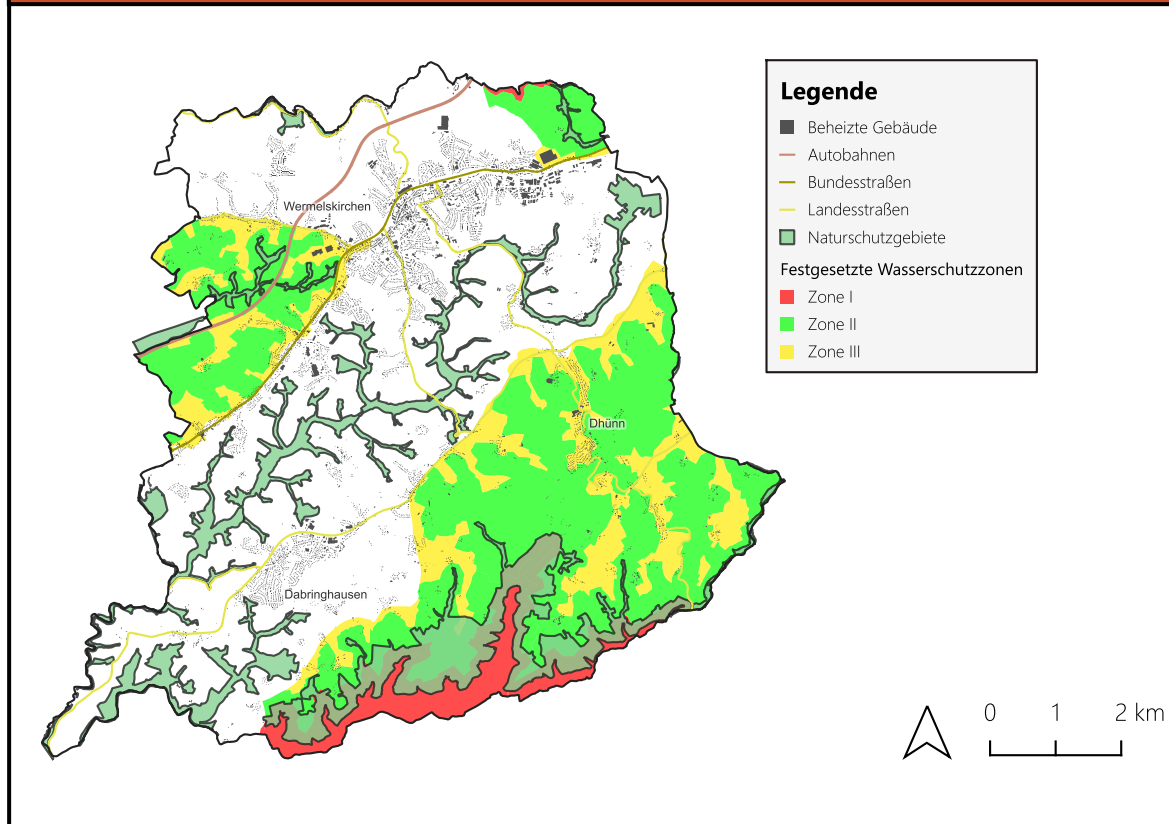 Legende
Beheizte Gebäude
Autobahnen
Bundesstraßen
Landesstraßen
Naturschutzgebiete
Festgesetzte Wasserschutzzonen
Zone I
Zone II
Zone III
Wermelskirchen
Dhünn
Dabringhausen
0 1 2 km